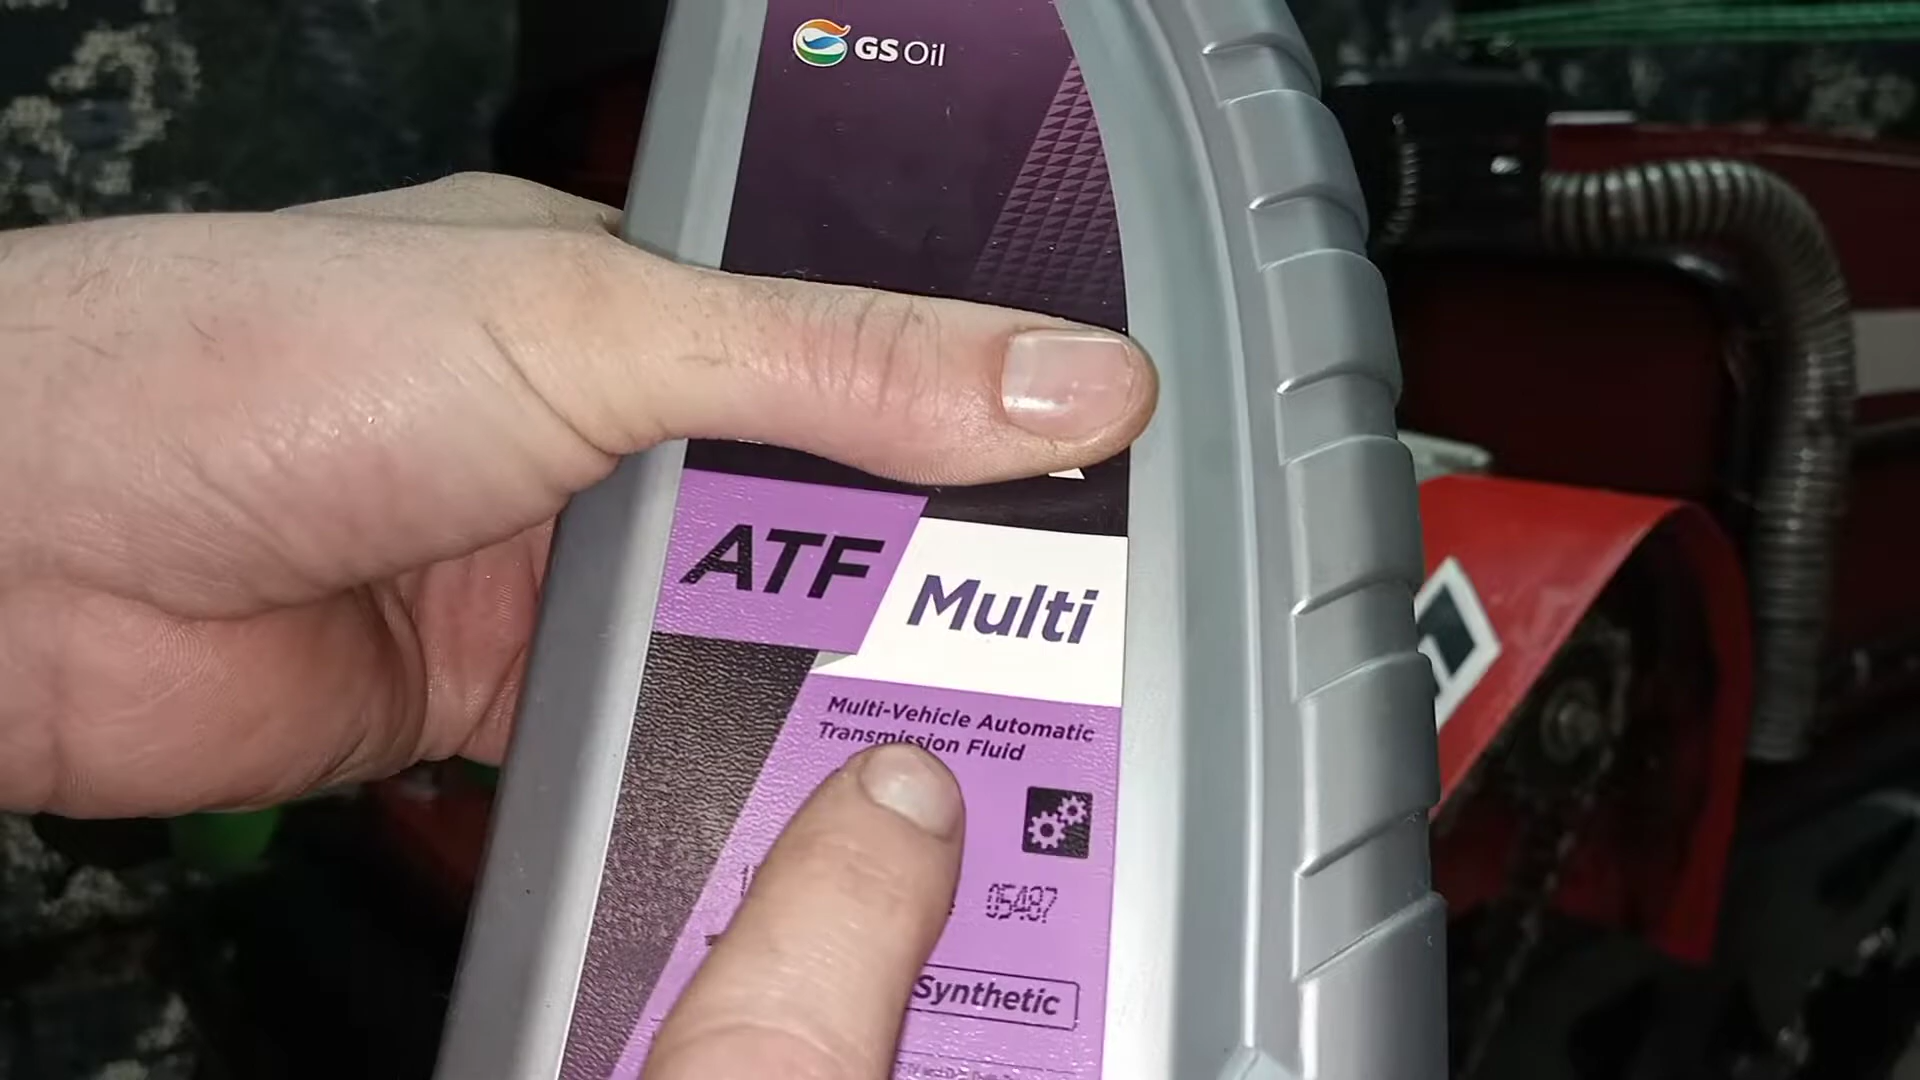 GS Oil
ATF Multi
Multi-Vehicle Automatic
Transmission Fluid
05487
Synthetic